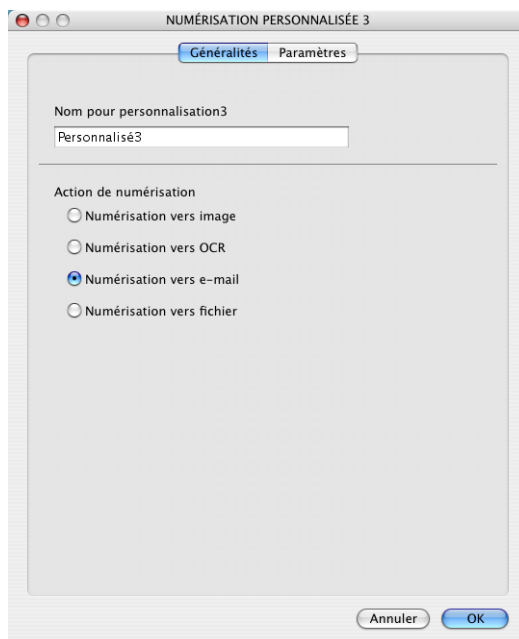 NUMÉRISATION PERSONNALISÉE 3
Généralités Paramètres
Nom pour personnalisation3
Personnalisé3
Action de numérisation
Numérisation vers image
Numérisation vers OCR
Numérisation vers e-mail
Numérisation vers fichier
Annuler OK